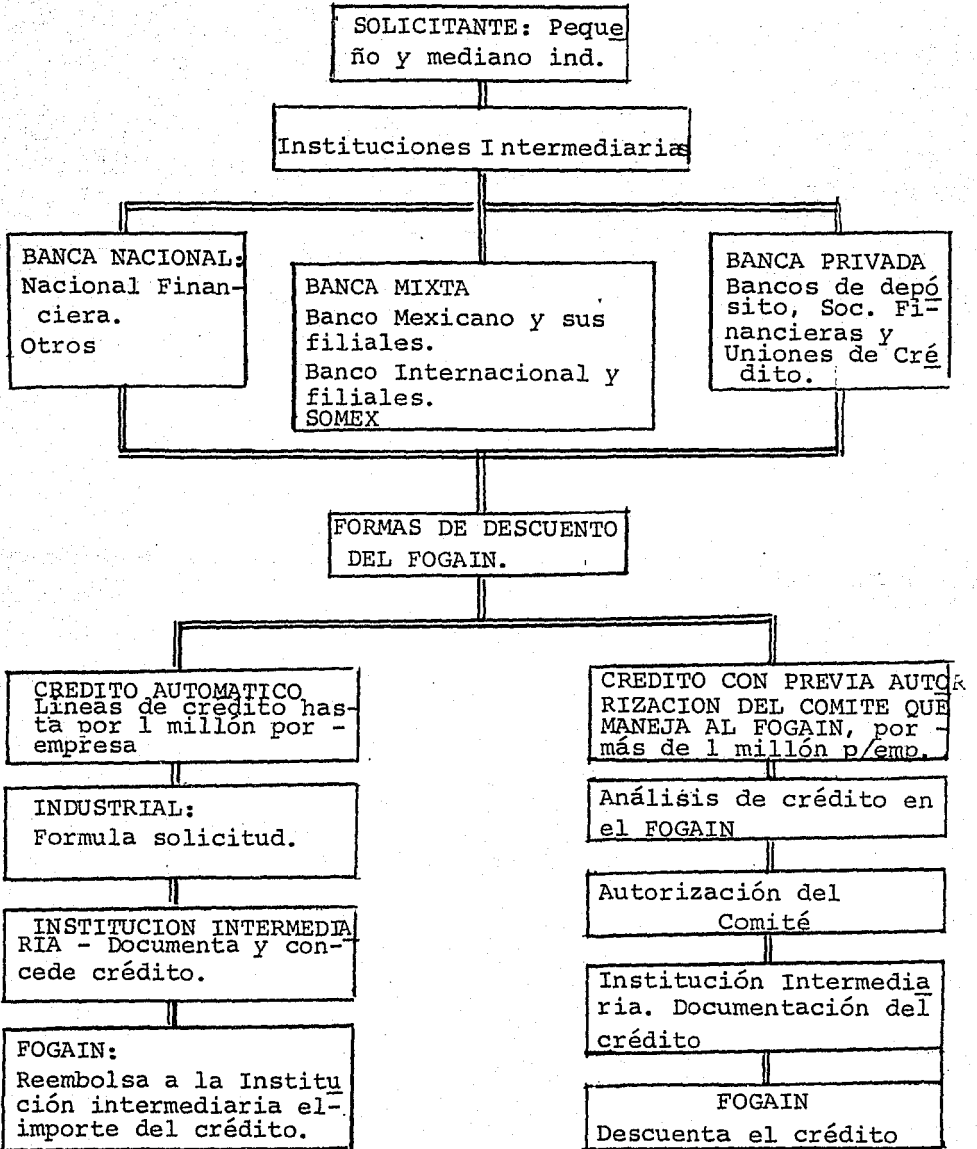 SOLICITANTE: Peque
ño y mediano ind.
Instituciones Intermediarias
BANCA NACIONAL:
Nacional Finan-
ciera.
Otros
BANCA MIXTA
Banco Mexicano y sus
filiales.
Banco Internacional y
filiales.
SOMEX
BANCA PRIVADA
Bancos de depó
sito, Soc. Fi-
nancieras y
Uniones de Cré
dito.
FORMAS DE DESCUENTO
DEL FOGAIN.
CREDITO AUTOMATICO
Lineas de crédito has-
ta por 1 millón por -
empresa
INDUSTRIAL:
Formula solicitud.
INSTITUCION INTERMEDIA
RIA - Documenta y con-
cede crédito.
FOGAIN:
Reembolsa a la Institu
ción intermediaria el-
importe del crédito.
CREDITO CON PREVIA AUTOR
RIZACION DEL COMITE QUE
MANEJA AL FOGAIN, por -
más de 1 millón p/emp.
Análisis de crédito en
el FOGAIN
Autorización del
Comité
Institución Intermedia
ria. Documentación del
crédito
FOGAIN
Descuenta el crédito